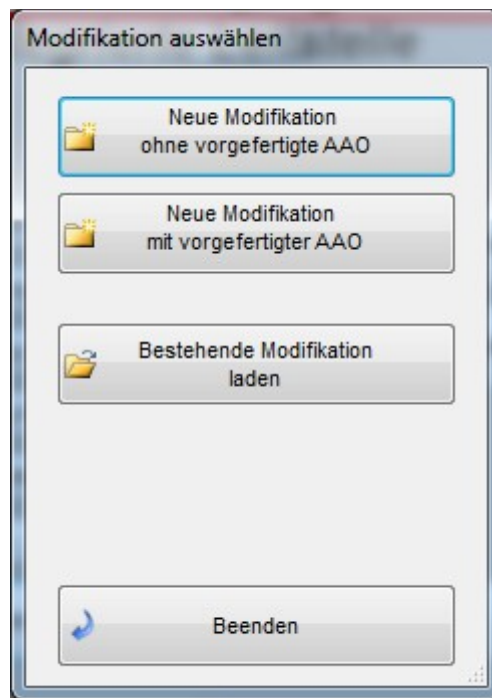 Modifikation auswählen
Neue Modifikation
ohne vorgefertigte AAO
Neue Modifikation
mit vorgefertigter AAO
Bestehende Modifikation
laden
Beenden